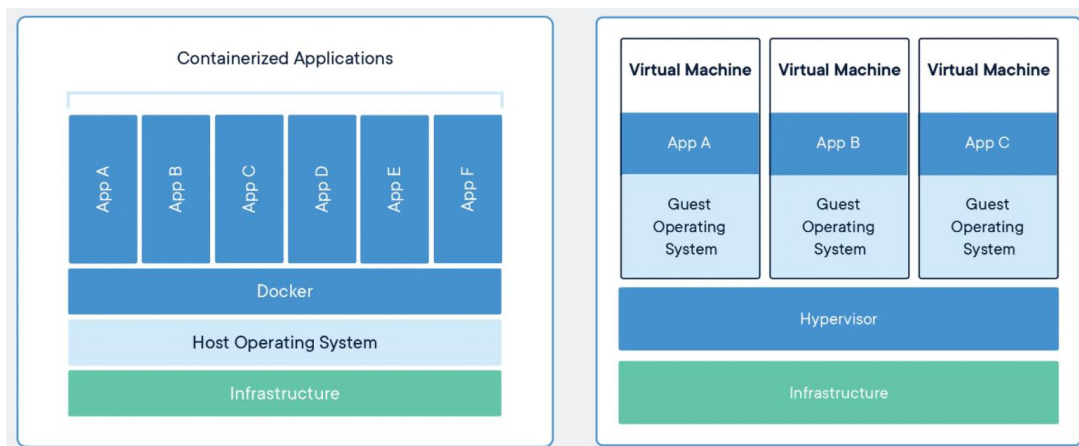 Containerized Applications
App A
App B
App C
App D
App E
App F
Docker
Host Operating System
Infrastructure
Virtual Machine
App A
Guest
Operating
System
Virtual Machine
App B
Guest
Operating
System
Virtual Machine
App C
Guest
Operating
System
Hypervisor
Infrastructure